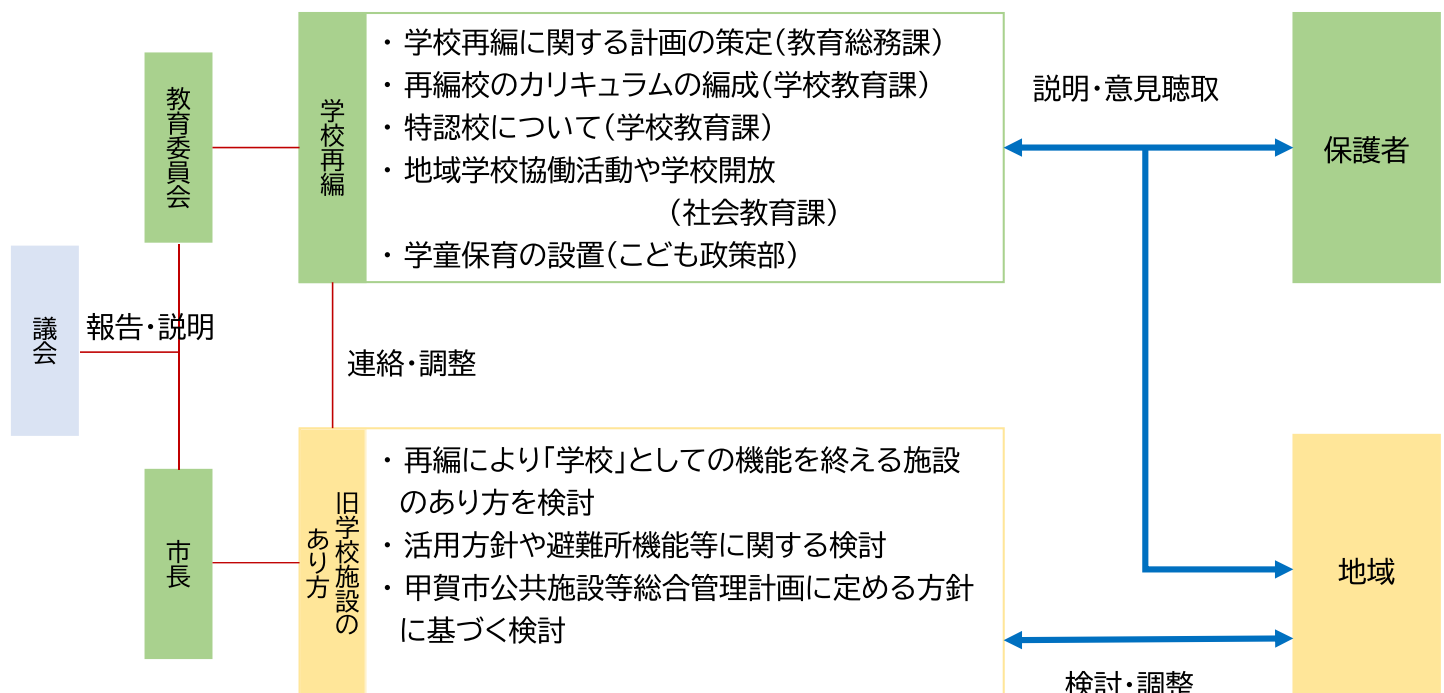 議会
報告・説明
教育委員会
市長
学校再編
・ 学校再編に関する計画の策定（教育総務課）
・ 再編校のカリキュラムの編成（学校教育課）
・ 特認校について（学校教育課）
・ 地域学校協働活動や学校開放
（社会教育課）
・ 学童保育の設置（こども政策部）
連絡・調整
旧学校施設の
あり方
・ 再編により「学校」としての機能を終える施設
のあり方を検討
・ 活用方針や避難所機能等に関する検討
・ 甲賀市公共施設等総合管理計画に定める方針
に基づく検討
説明・意見聴取
保護者
地域
検討・調整